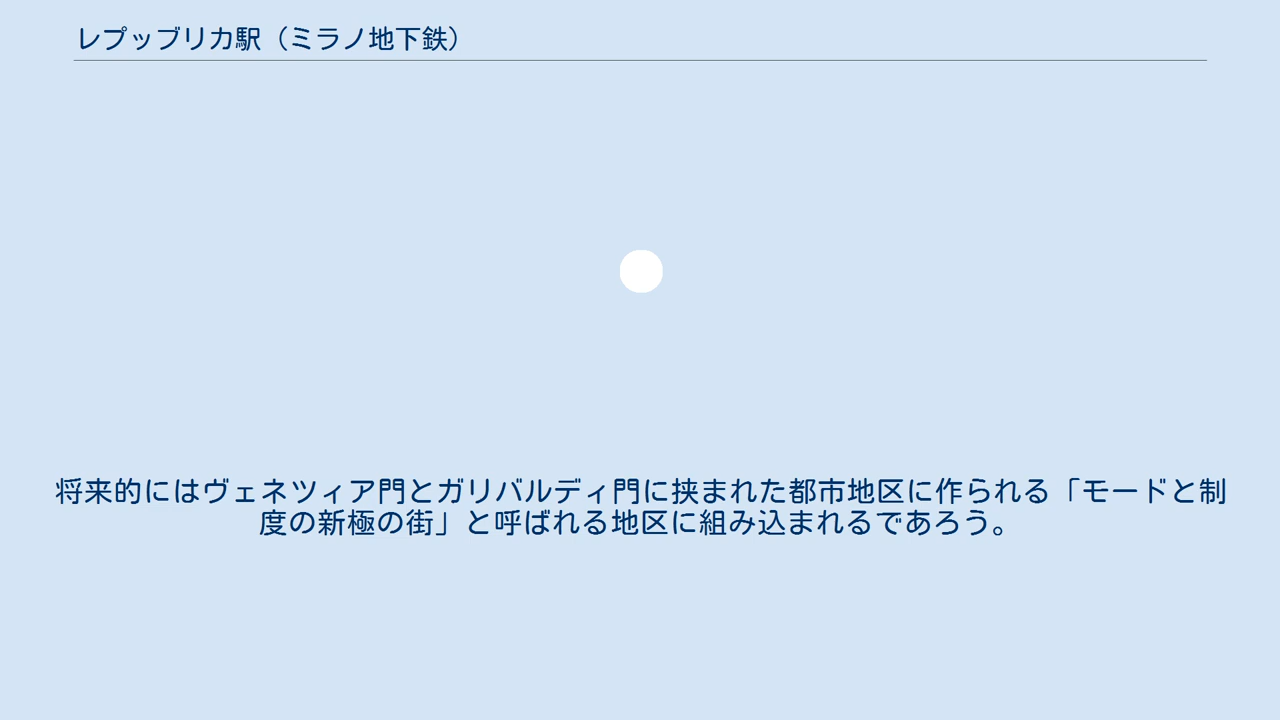 レプッブリカ駅（ミラノ地下鉄）
将来的にはヴェネツィア門とガリバルディ門に挟まれた都市地区に作られる「モードと制
度の新極の街」と呼ばれる地区に組み込まれるであろう。